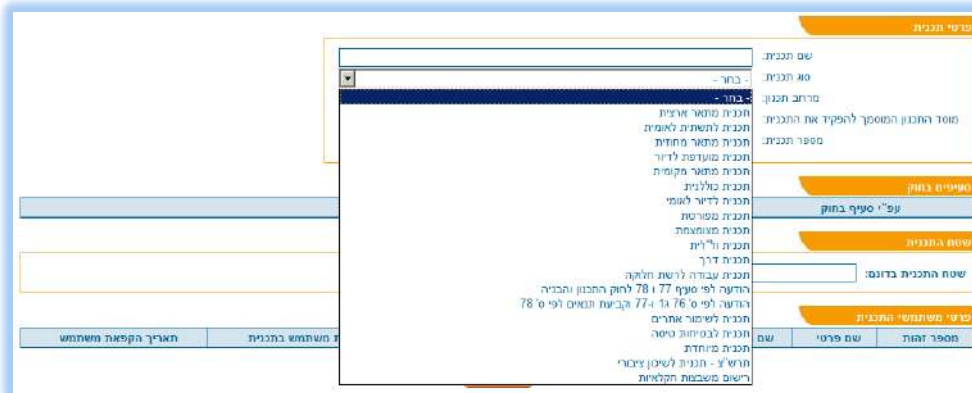 פרטי תכנית
שם תכנית:
סוג תכנית:
- בחר -
מרחב תכנון:
מוסד התכנון המוסמך להפקיד את התכנית:
מספר תכנית:
- בחר -
תכנית מתאר ארצית
תכנית לתשתית לאומית
תכנית מתאר מחוזית
תכנית מועדפת לדיור
תכנית מתאר מקומית
תכנית כוללנית
תכנית לדיור לאומי
תכנית מפורטת
תכנית מצומצמת
תכנית ול"לית
תכנית דרך
תכנית עבודה לרשת חלוקה
הודעה לפי סעיף 77 ו 78 לחוק התכנון והבניה
הודעה לפי ס' 76 ג1 ו-77 וקביעת תנאים לפי ס' 78
תכנית לשימור אתרים
תכנית לבטיחות טיסה
תכנית מיוחדת
תרש"צ - תכנית לשיכון ציבורי
רישום משבצות חקלאיות
סעיפים בחוק
עפ"י סעיף בחוק
שטח התכנית
שטח התכנית בדונם:
פרטי משתמשי התכנית
מספר זהות שם פרטי שם משתמש בתכנית תאריך הקפאת משתמש